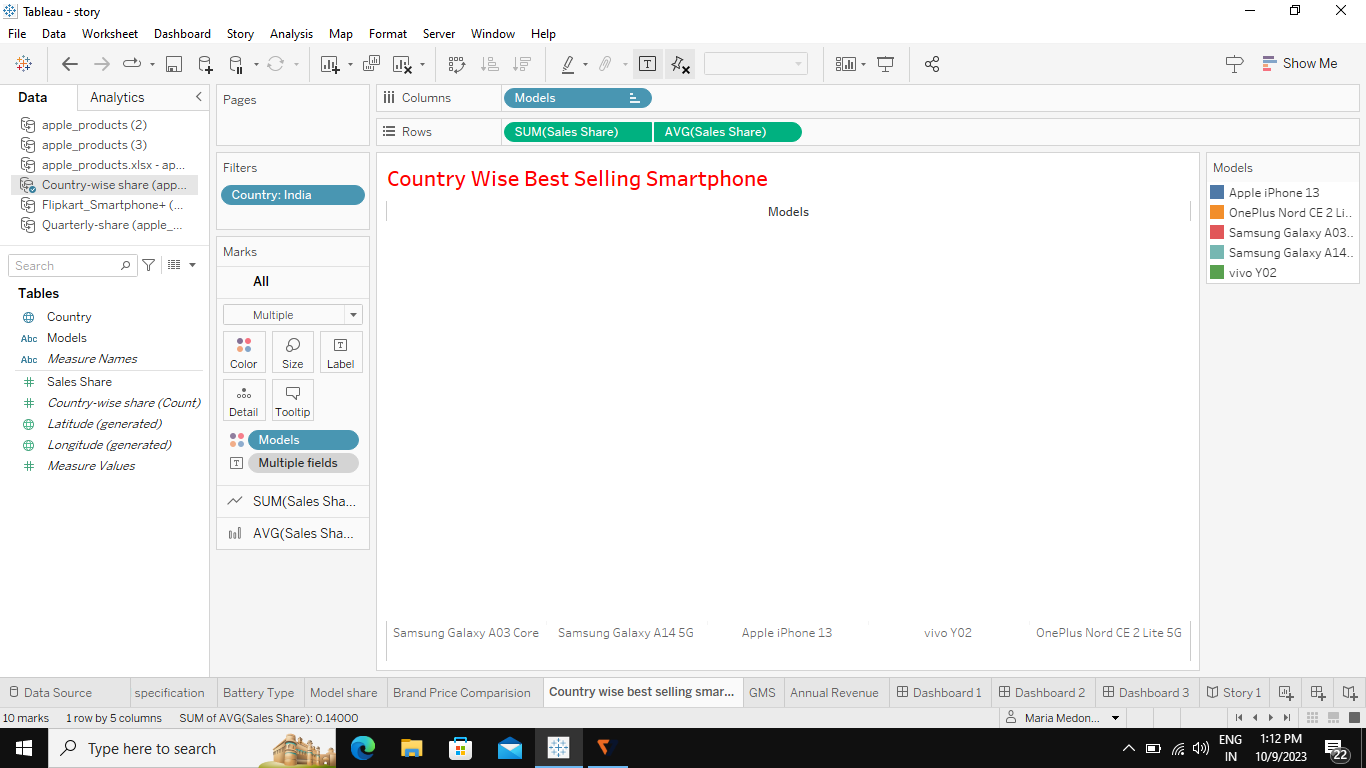 Tableau - story
File Data Worksheet Dashboard Story Analysis Map Format Server Window Help
Show Me
Data Analytics
apple_products (2)
apple_products (3)
apple_products.xlsx - ap...
Country-wise share (app...
Flipkart_Smartphone+ (...
Quarterly-share (apple_...
Search
Tables
Country
Abc Models
Abc Measure Names
Sales Share
Country-wise share (Count)
Latitude (generated)
Longitude (generated)
Measure Values
Pages
Filters
Country: India
Marks
All
Multiple
Color Size Label
Detail Tooltip
Models
Multiple fields
SUM(Sales Sha...
AVG(Sales Sha...
Columns Models
Rows SUM(Sales Share) AVG(Sales Share)
Country Wise Best Selling Smartphone
Models
Samsung Galaxy A03 Core Samsung Galaxy A14 5G Apple iPhone 13 vivo Y02 OnePlus Nord CE 2 Lite 5G
Models
Apple iPhone 13
OnePlus Nord CE 2 Li..
Samsung Galaxy A03..
Samsung Galaxy A14..
vivo Y02
Data Source specification Battery Type Model share Brand Price Comparision Country wise best selling smar... GMS Annual Revenue Dashboard 1 Dashboard 2 Dashboard 3 Story 1
10 marks 1 row by 5 columns SUM of AVG(Sales Share): 0.14000 Maria Medon...
Type here to search
ENG
IN
1:12 PM
10/9/2023
22